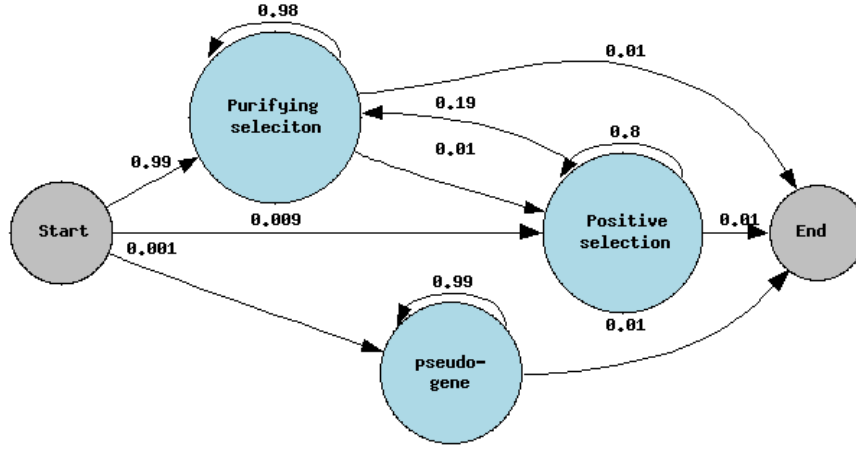 0.98
0.01
Purifying
seleciton
0.19
0.8
0.01
0.99
Positive
selection
Start
0.009
0.01
End
0.001
0.99
0.01
pseudo-
gene